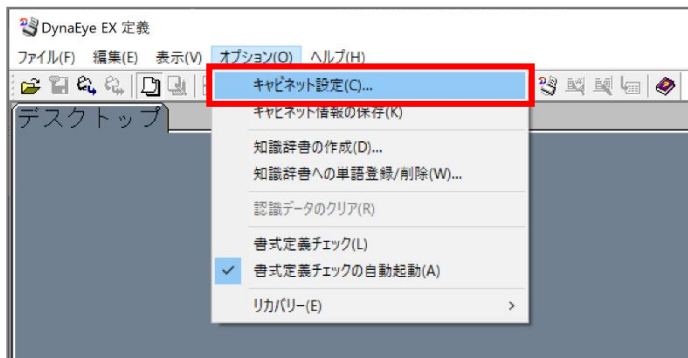 DynaEye EX 定義
ファイル(F) 編集(E) 表示(V) オプション(O) ヘルプ(H)
キャビネット設定(C)...
デスクトップ
キャビネット情報の保存(K)
知識辞書の作成(D)...
知識辞書への単語登録/削除(W)...
認識データのクリア(R)
書式定義チェック(L)
書式定義チェックの自動起動(A)
リカバリー(E)